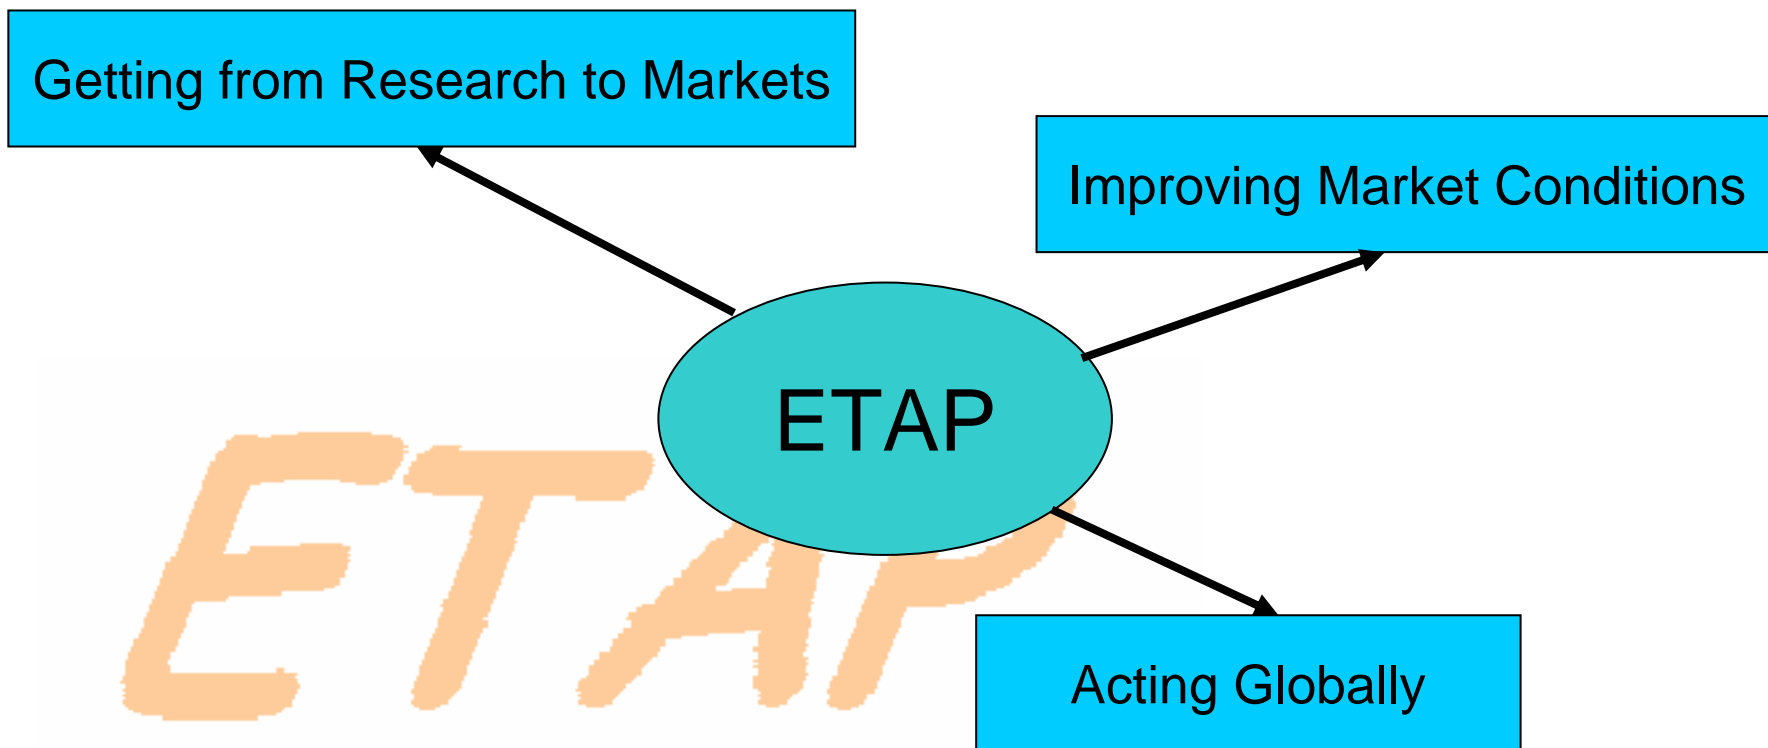 Getting from Research to Markets
Improving Market Conditions
ETAP
ETAP
Acting Globally